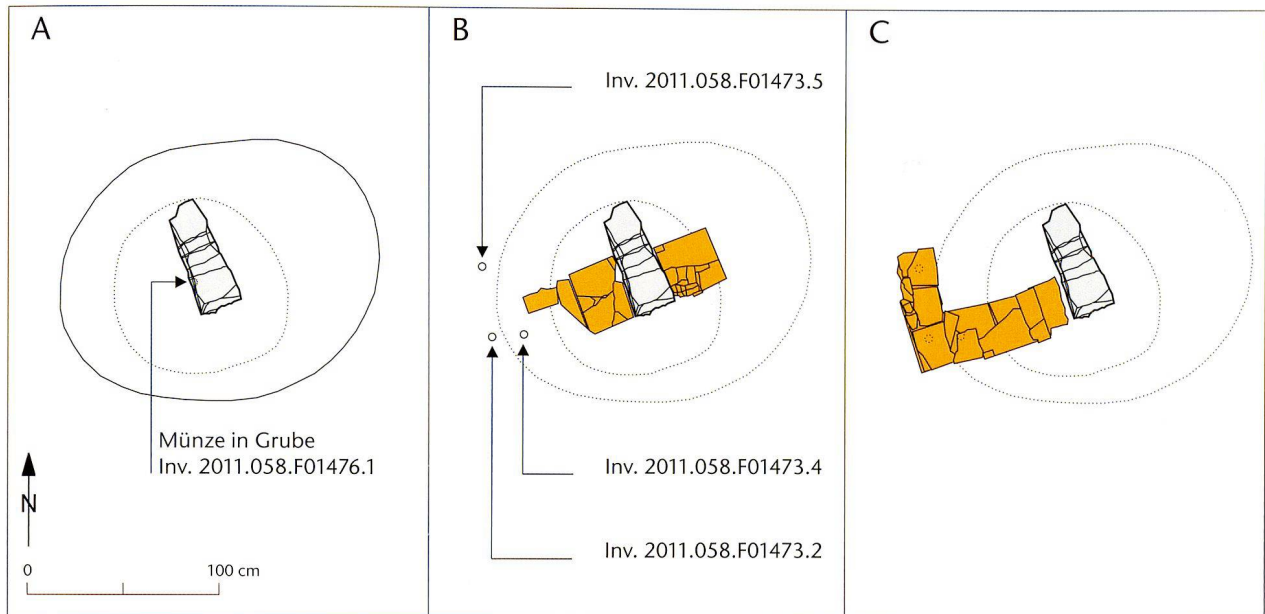 A
Münze in Grube
Inv. 2011.058.F01476.1
N
0 100 cm
B
Inv. 2011.058.F01473.5
Inv. 2011.058.F01473.4
Inv. 2011.058.F01473.2
C